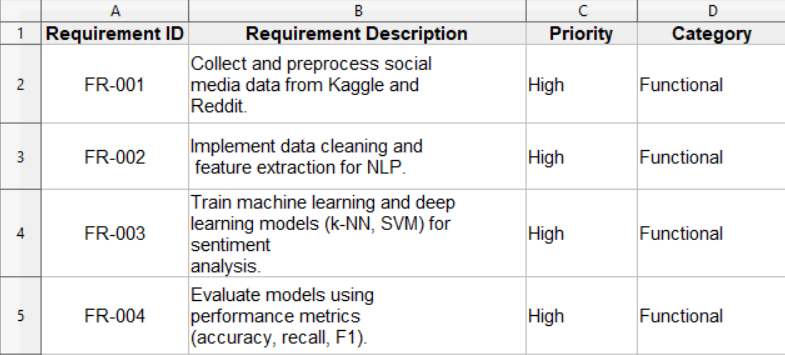 A B C D
1 Requirement ID Requirement Description Priority Category
2 FR-001 Collect and preprocess social
media data from Kaggle and
Reddit. High Functional
3 FR-002 Implement data cleaning and
feature extraction for NLP. High Functional
4 FR-003 Train machine learning and deep
learning models (k-NN, SVM) for
sentiment
analysis. High Functional
5 FR-004 Evaluate models using
performance metrics
(accuracy, recall, F1). High Functional